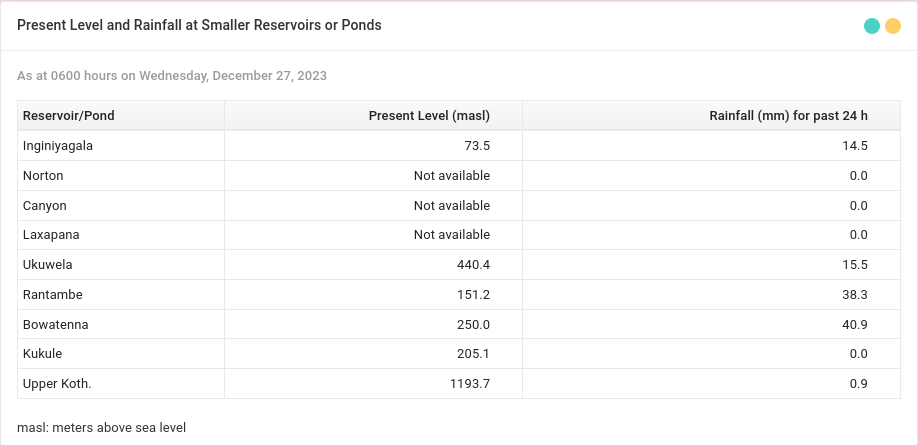 Present Level and Rainfall at Smaller Reservoirs or Ponds
As at 0600 hours on Wednesday, December 27, 2023
Reservoir/Pond Present Level (masl) Rainfall (mm) for past 24 h
Inginiyagala 73.5 14.5
Norton Not available 0.0
Canyon Not available 0.0
Laxapana Not available 0.0
Ukuwela 440.4 15.5
Rantambe 151.2 38.3
Bowatenna 250.0 40.9
Kukule 205.1 0.0
Upper Koth. 1193.7 0.9
masl: meters above sea level